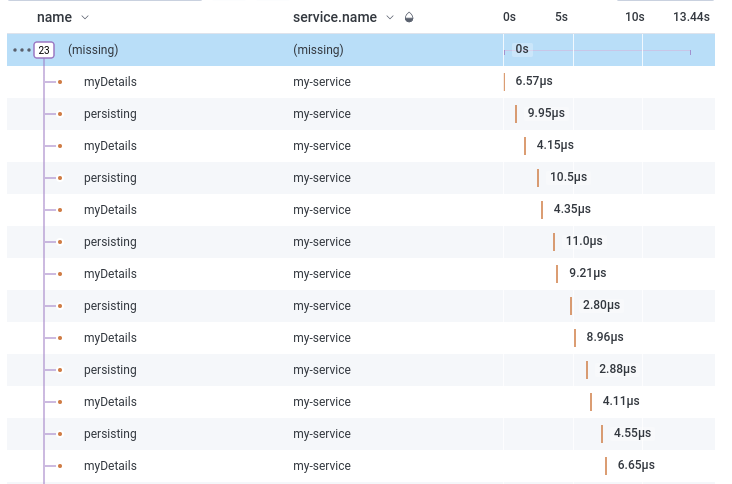 name service.name 0s 5s 10s 13.44s
23 (missing) (missing) 0s
myDetails my-service 6.57µs
persisting my-service 9.95µs
myDetails my-service 4.15µs
persisting my-service 10.5µs
myDetails my-service 4.35µs
persisting my-service 11.0µs
myDetails my-service 9.21µs
persisting my-service 2.80µs
myDetails my-service 8.96µs
persisting my-service 2.88µs
myDetails my-service 4.11µs
persisting my-service 4.55µs
myDetails my-service 6.65µs